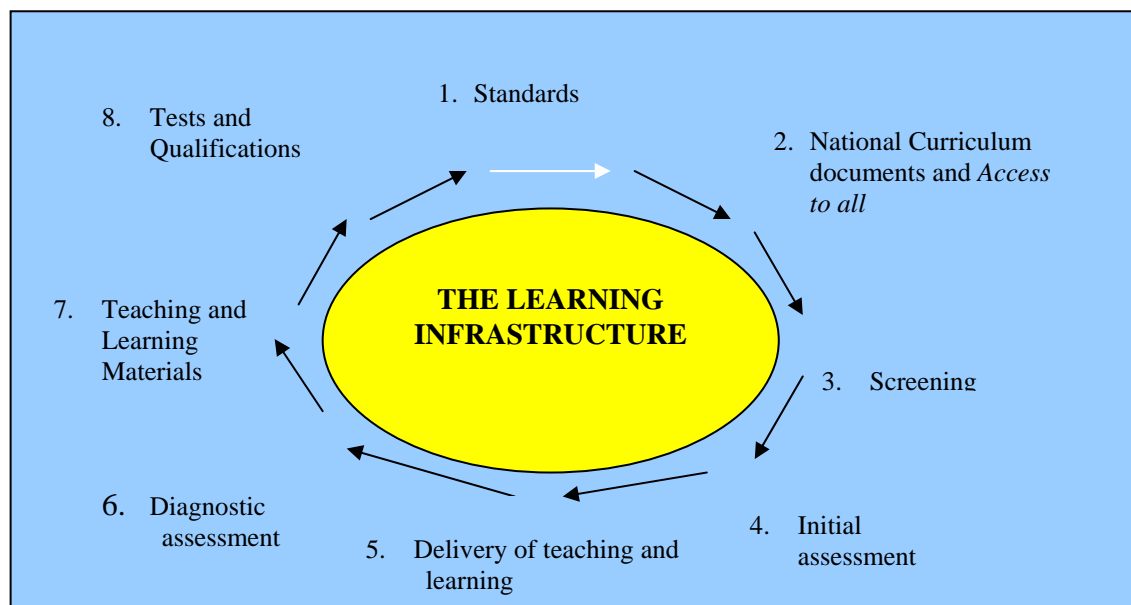 1. Standards
2. National Curriculum
documents and Access
to all
3. Screening
4. Initial
assessment
5. Delivery of teaching and
learning
6. Diagnostic
assessment
7. Teaching and
Learning
Materials
8. Tests and
Qualifications
THE LEARNING
INFRASTRUCTURE